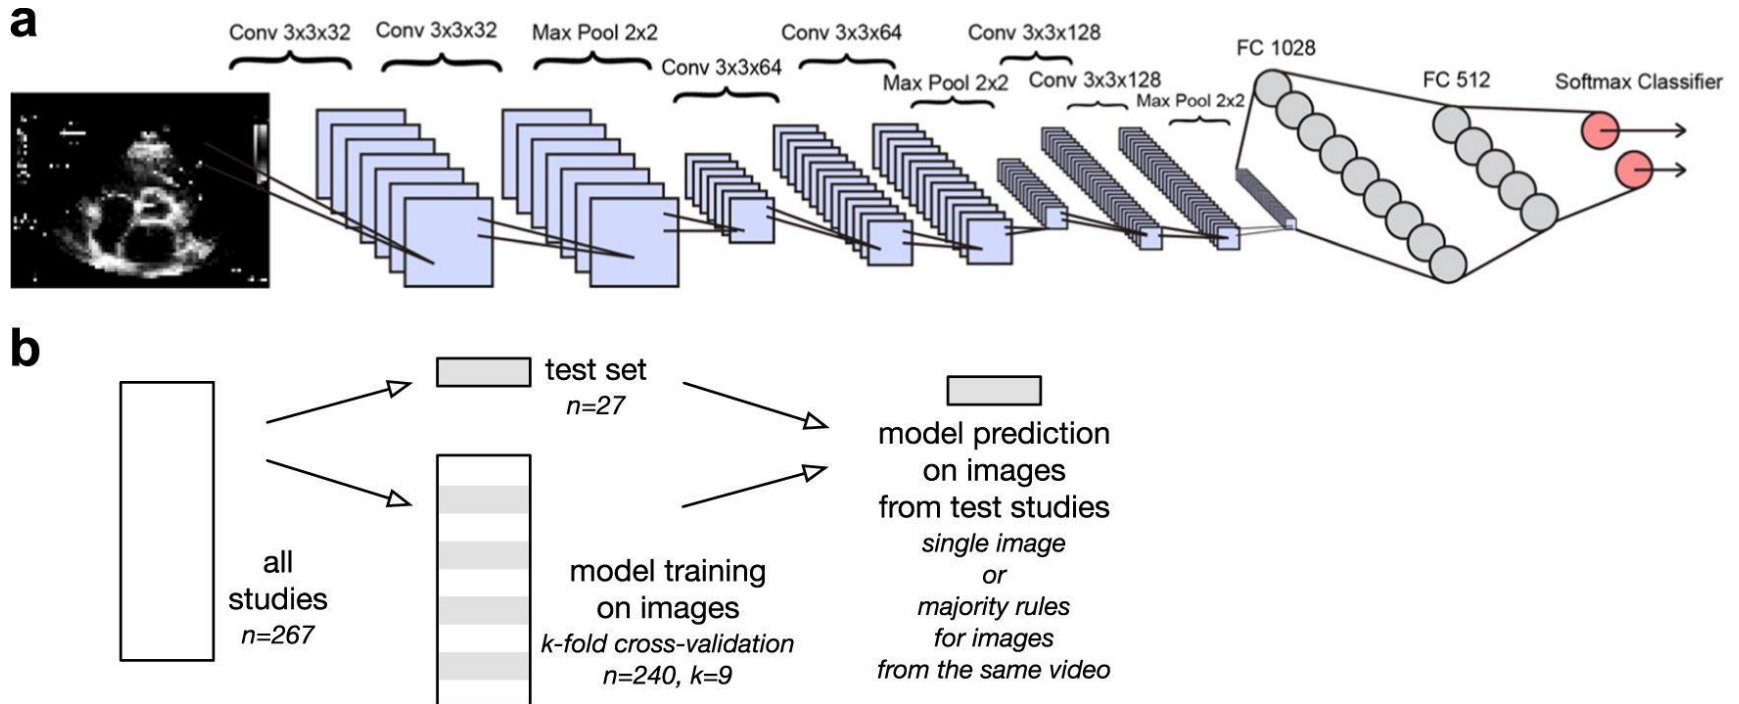 a
Conv 3x3x32
Conv 3x3x32
Max Pool 2x2
Conv 3x3x64
Conv 3x3x64
Max Pool 2x2
Conv 3x3x128
Conv 3x3x128
Max Pool 2x2
FC 1028
FC 512
Softmax Classifier
b
all
studies
n=267
test set
n=27
model training
on images
k-fold cross-validation
n=240, k=9
model prediction
on images
from test studies
single image
or
majority rules
for images
from the same video